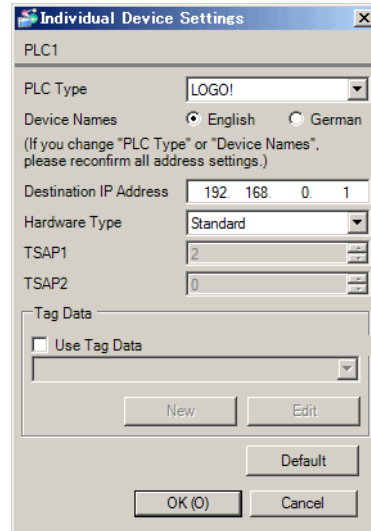 Individual Device Settings
PLC1
PLC Type LOGO!
Device Names English German
(If you change "PLC Type" or "Device Names",
please reconfirm all address settings.)
Destination IP Address 192. 168. 0. 1
Hardware Type Standard
TSAP1 2
TSAP2 0
Tag Data
Use Tag Data
New Edit
Default
OK (O) Cancel